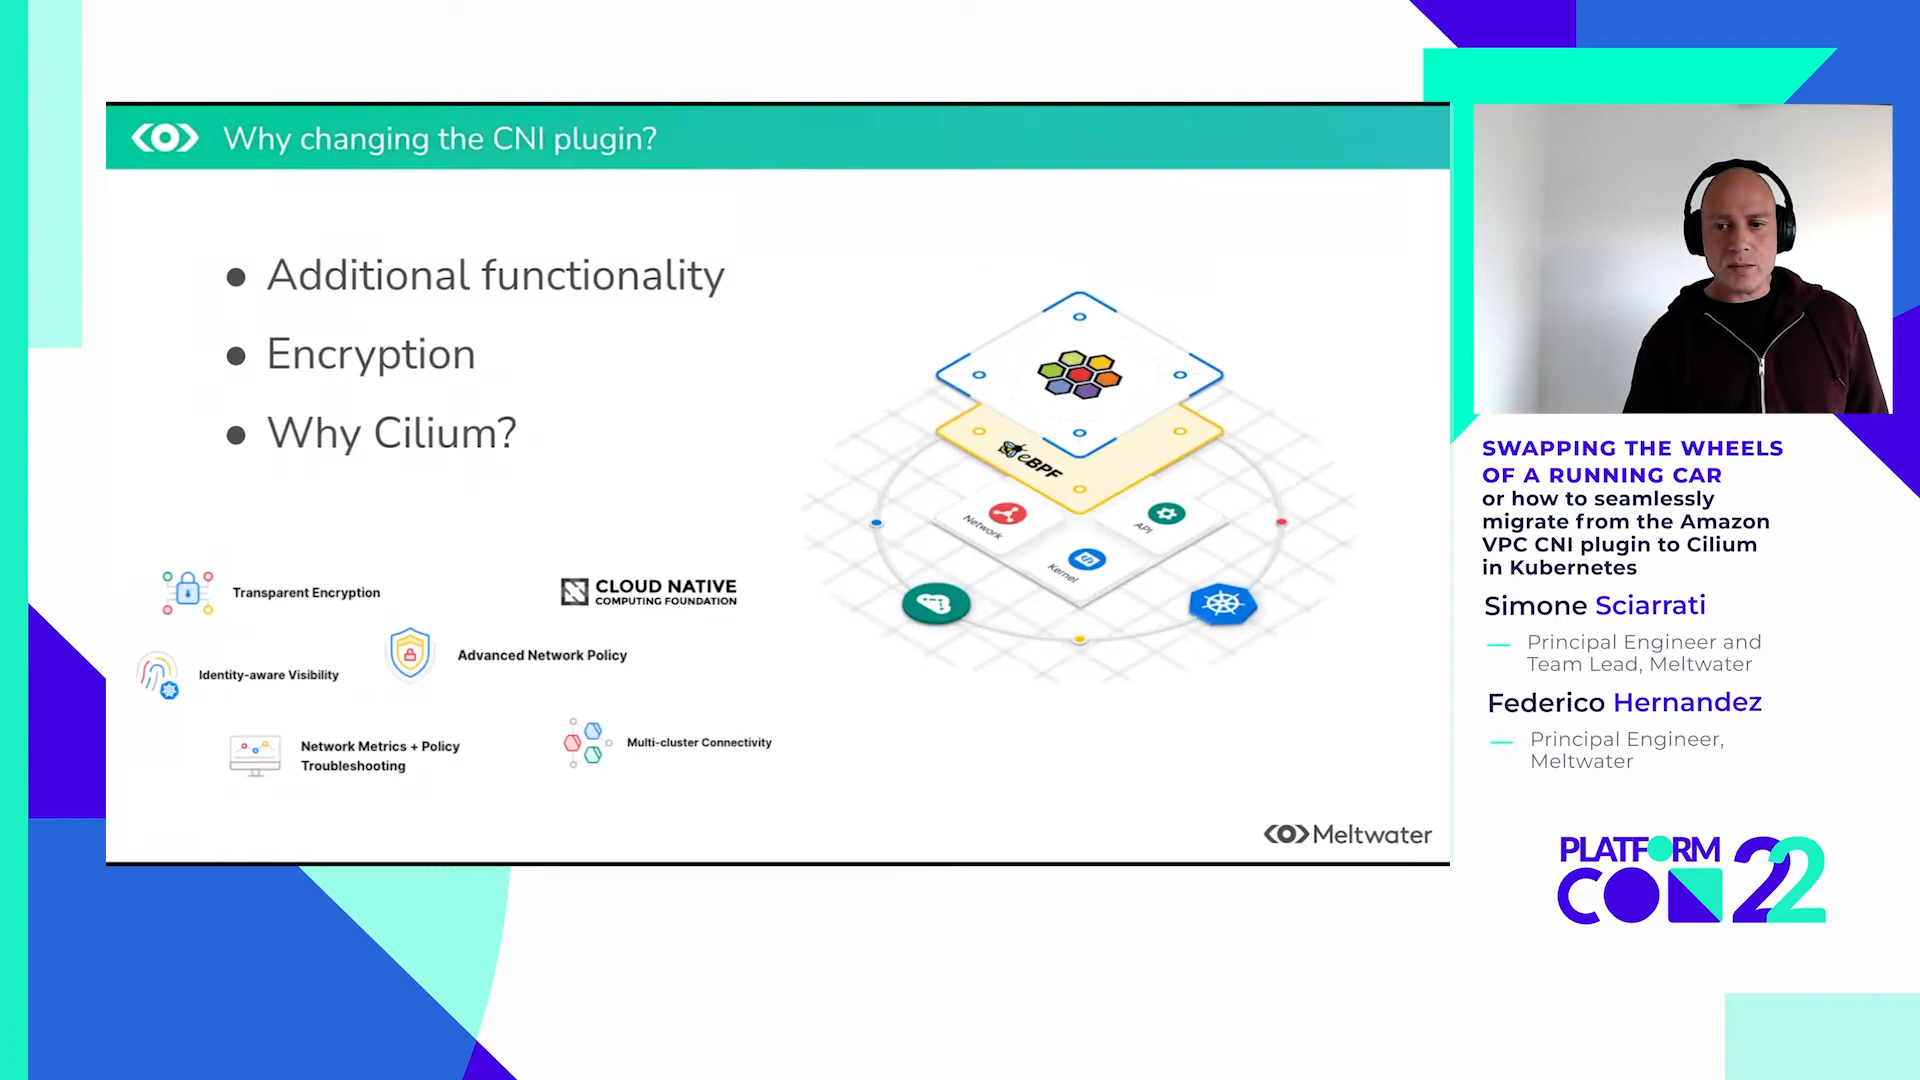 Why changing the CNI plugin?
● Additional functionality
● Encryption
● Why Cilium?
Transparent Encryption
CLOUD NATIVE
COMPUTING FOUNDATION
Advanced Network Policy
Identity-aware Visibility
Network Metrics + Policy
Troubleshooting
Multi-cluster Connectivity
eBPF
Network
API
Kernel
Meltwater
SWAPPING THE WHEELS
OF A RUNNING CAR
or how to seamlessly
migrate from the Amazon
VPC CNI plugin to Cilium
in Kubernetes
Simone Sciarrati
Principal Engineer and
Team Lead, Meltwater
Federico Hernandez
Principal Engineer,
Meltwater
PLATFORM
CON 22